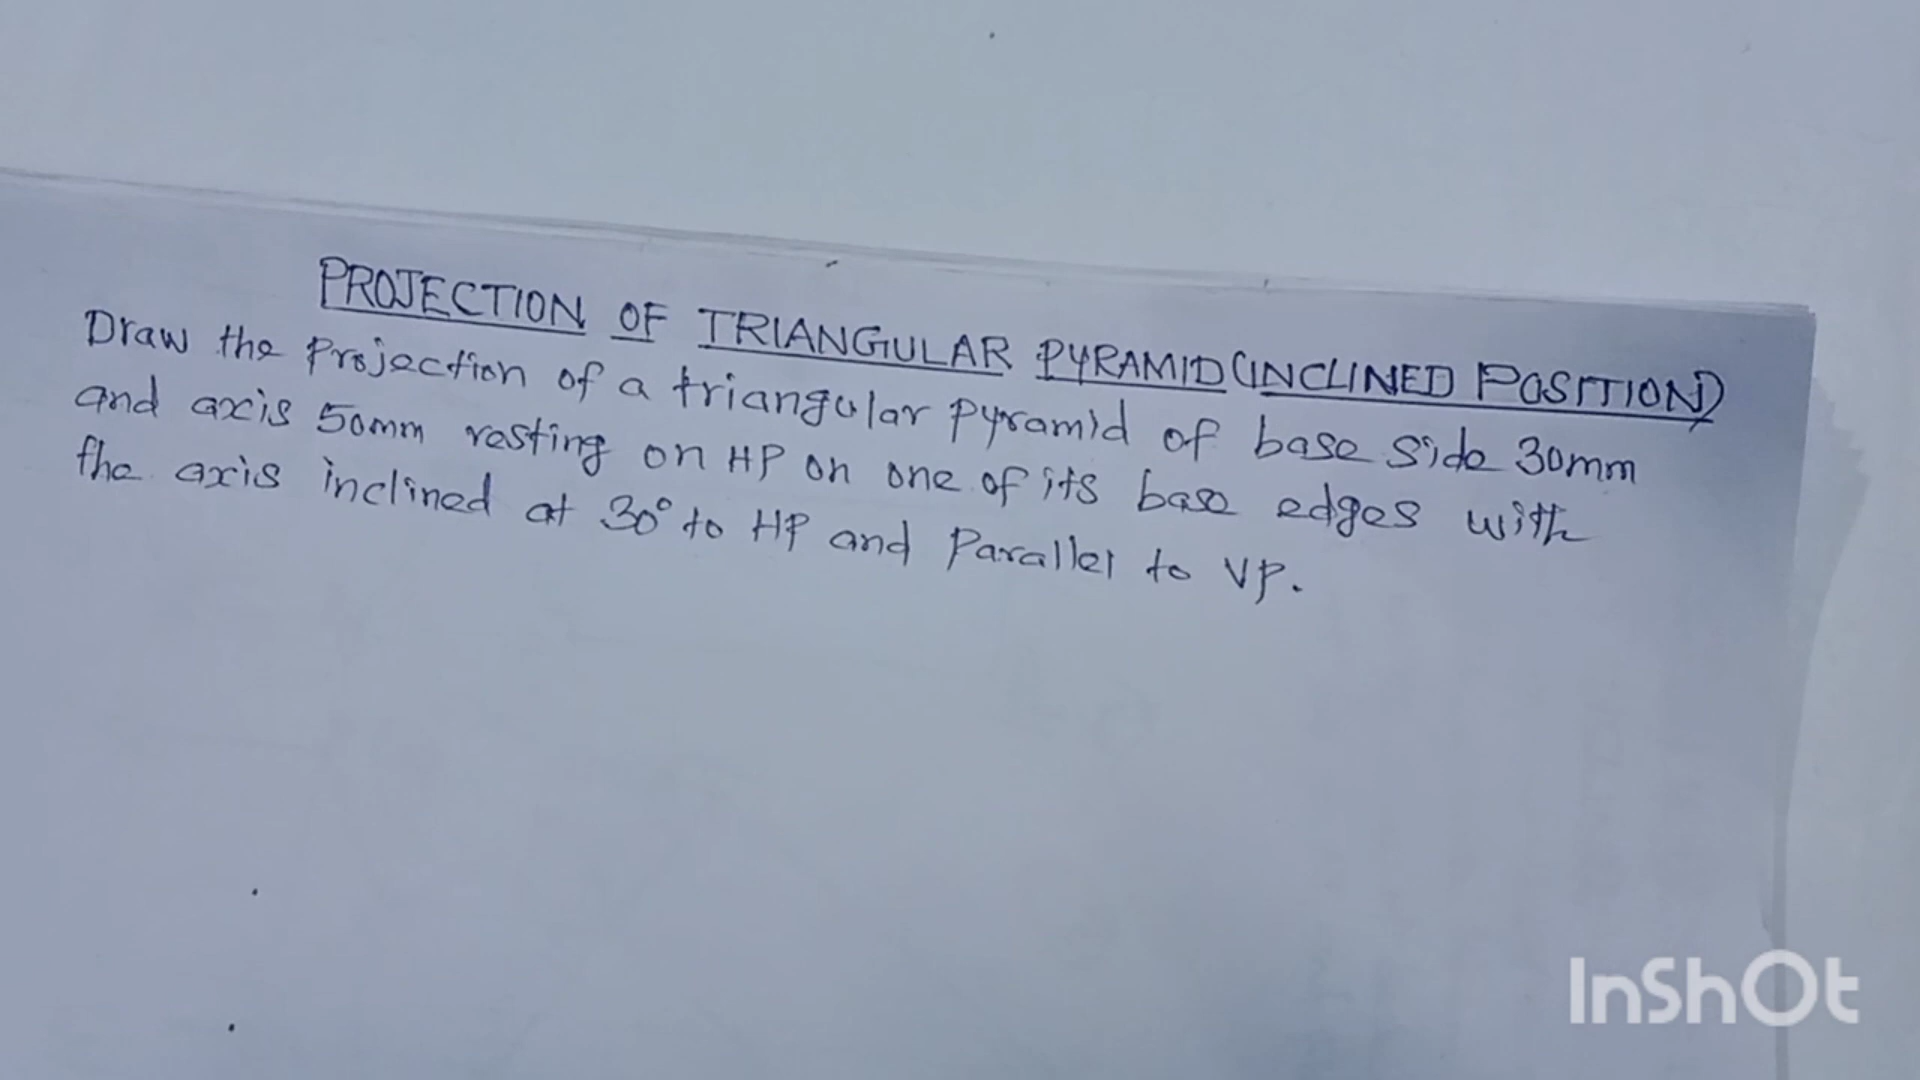 PROJECTION OF TRIANGULAR PYRAMID (INCLINED POSITION)
Draw the Projection of a triangular pyramid of base side 30mm
and axis 50mm resting on HP on one of its base edges with
the axis inclined at 30° to HP and Parallel to VP.
InShOt